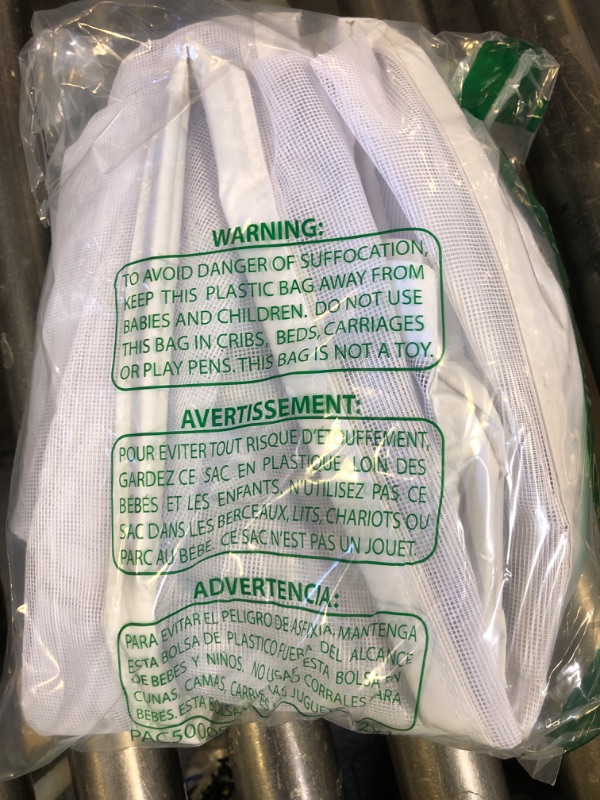 WARNING:
TO AVOID DANGER OF SUFFOCATION,
KEEP THIS PLASTIC BAG AWAY FROM
BABIES AND CHILDREN. DO NOT USE
THIS BAG IN CRIBS, BEDS, CARRIAGES
OR PLAY PENS. THIS BAG IS NOT A TOY.
AVERTISSEMENT:
POUR EVITER TOUT RISQUE D'ÉTOUFFEMENT,
GARDEZ CE SAC EN PLASTIQUE LOIN DES
BÉBÉS ET LES ENFANTS, N'UTILISEZ PAS CE
SAC DANS LES BERCEAUX, LITS, CHARIOTS OU
PARC AU BÉBÉ. CE SAC N'EST PAS UN JOUET.
ADVERTENCIA:
PARA EVITAR EL PELIGRO DE ASFIXIA, MANTENGA
ESTA BOLSA DE PLASTICO FUERA DEL ALCANCE
DE BEBES Y NINOS. NO USAS ESTA BOLSA EN
CUNAS, CAMAS, CORRALES PARA
BEBES. ESTA BOLSA